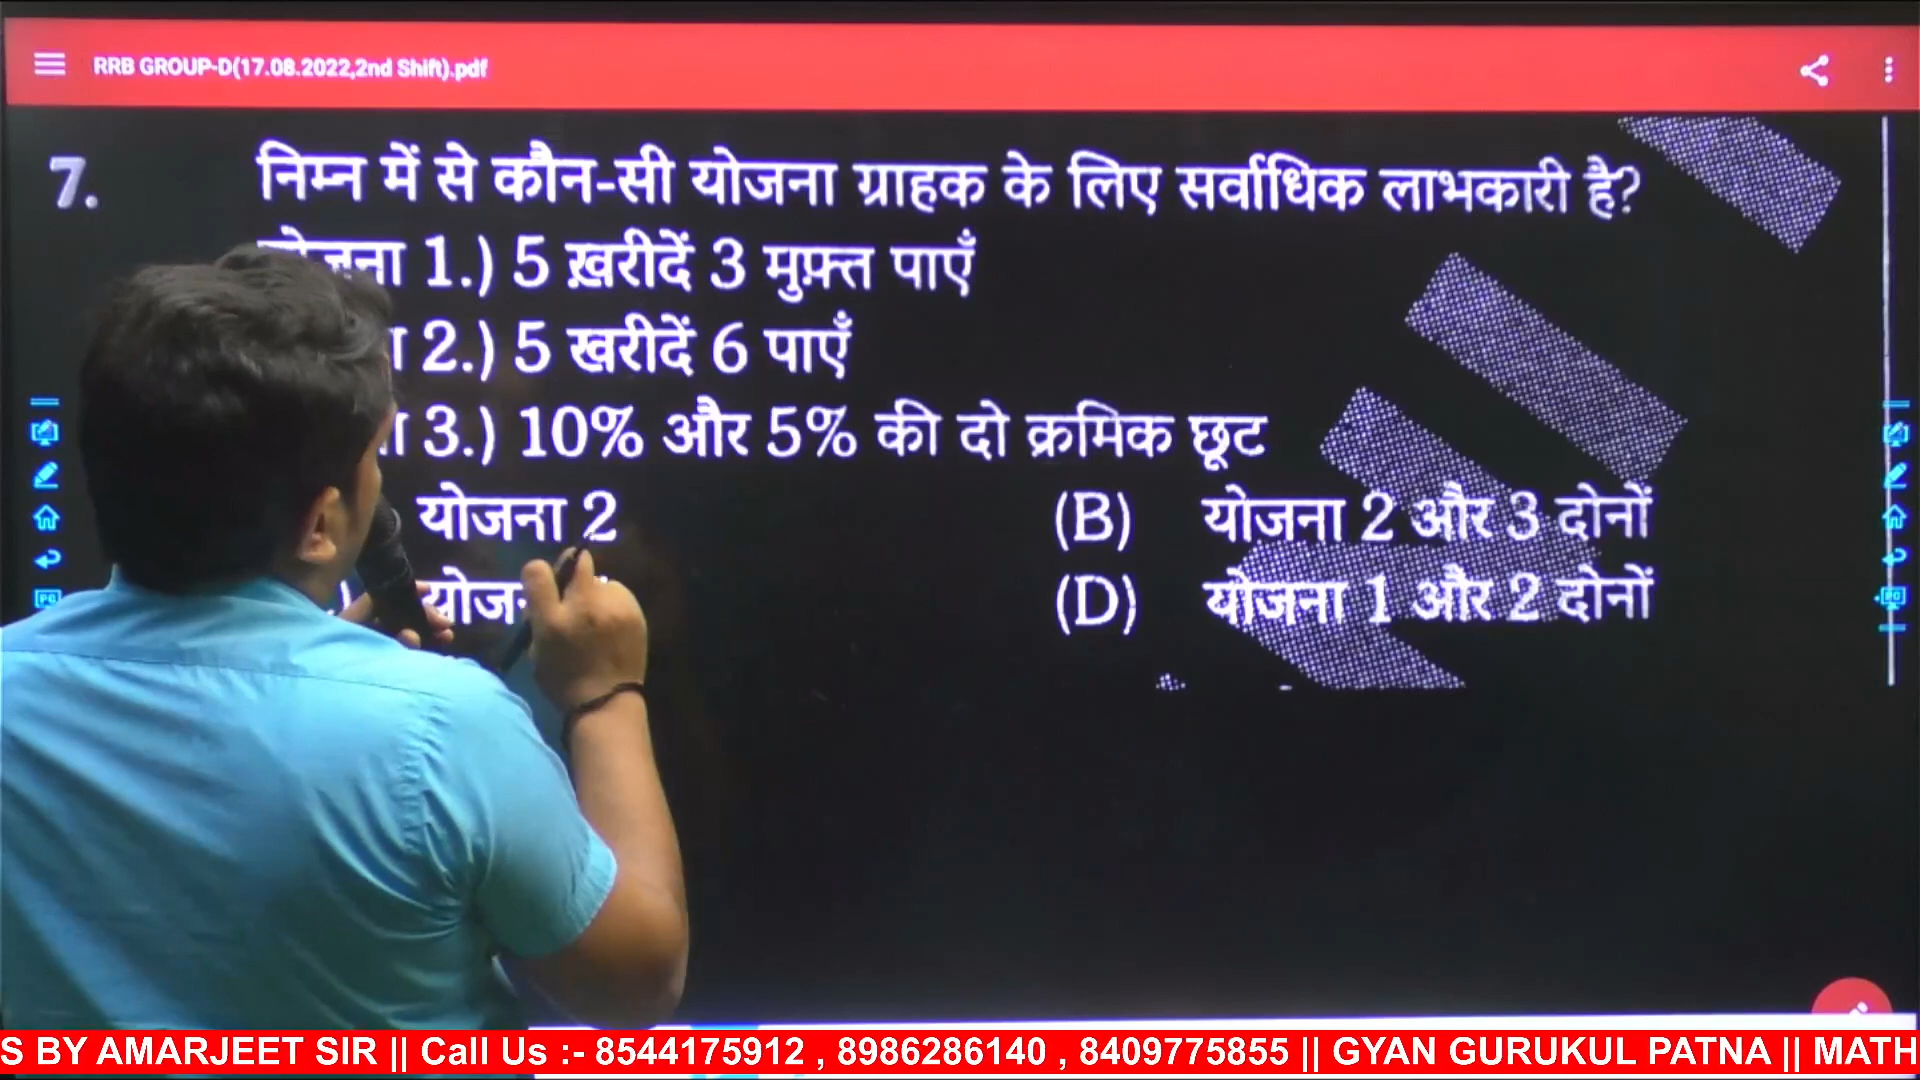 RRB GROUP-D(17.08.2022,2nd Shift).pdf
7. निम्न में से कौन-सी योजना ग्राहक के लिए सर्वाधिक लाभकारी है?
1.) 5 ख़रीदें 3 मुफ़्त पाएँ
2.) 5 खरीदें 6 पाएँ
3.) 10% और 5% की दो क्रमिक छूट
योजना 2 (B) योजना 2 और 3 दोनों
(D) योजना 1 और 2 दोनों
S BY AMARJEET SIR || Call Us :- 8544175912 , 8986286140 , 8409775855 || GYAN GURUKUL PATNA || MATH